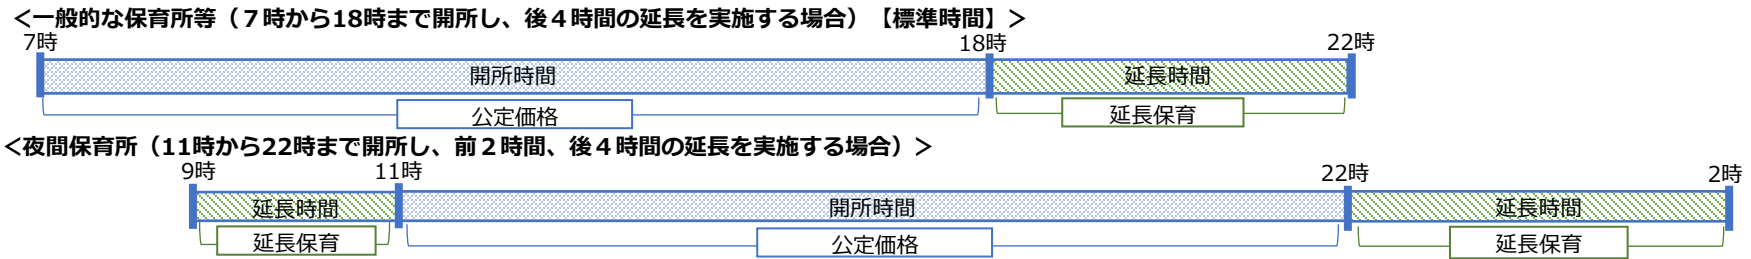 ＜一般的な保育所等（７時から18時まで開所し、後４時間の延長を実施する場合）【標準時間】＞
7時 18時 22時
開所時間 延長時間
公定価格 延長保育
＜夜間保育所（11時から22時まで開所し、前２時間、後４時間の延長を実施する場合）＞
9時 11時 22時 2時
延長時間 開所時間 延長時間
延長保育 公定価格 延長保育